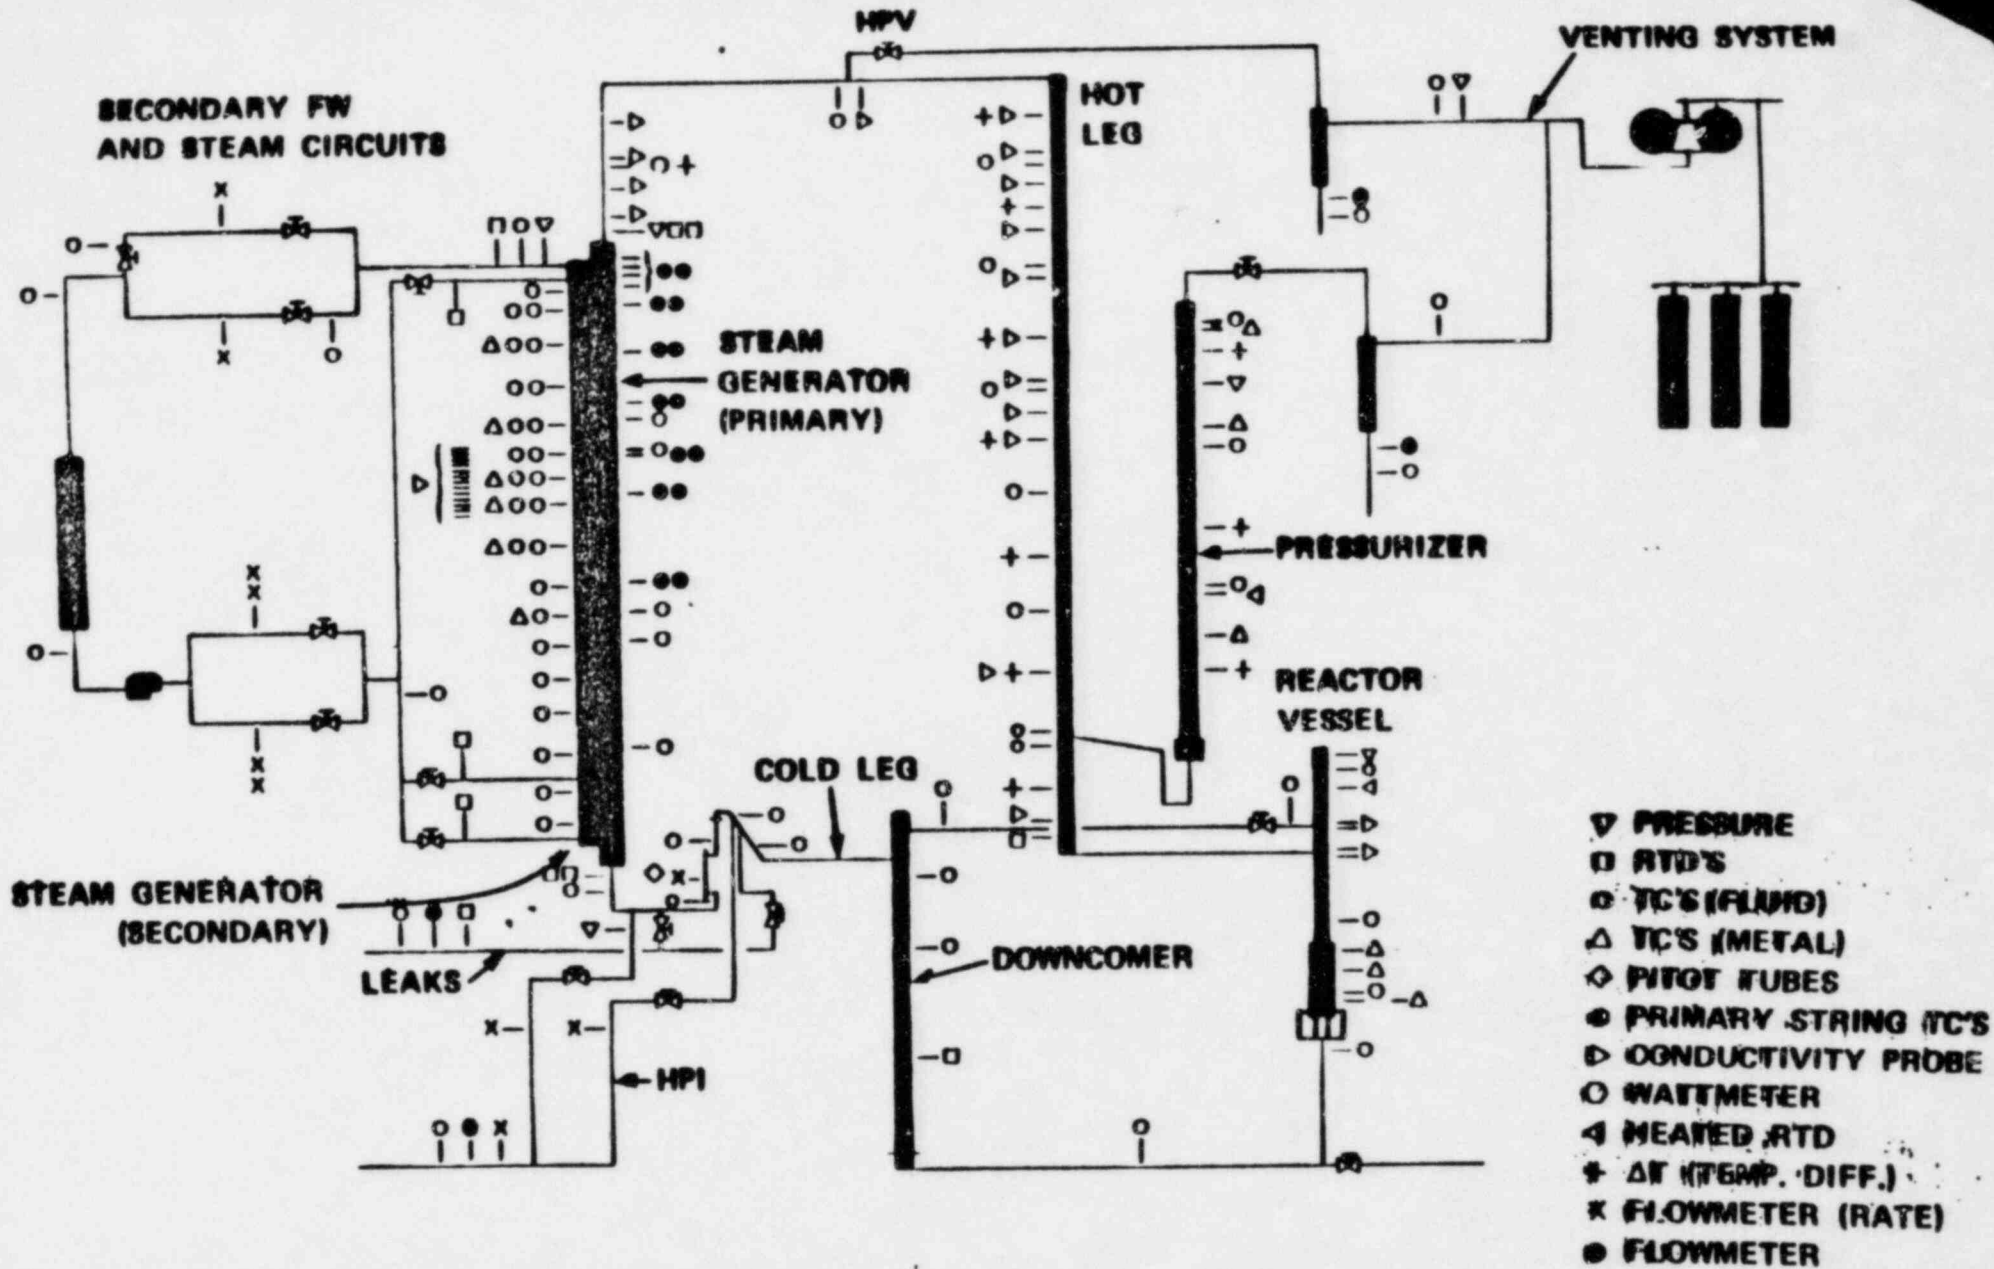 HPV
VENTING SYSTEM
SECONDARY FW
AND STEAM CIRCUITS
HOT
LEG
STEAM
GENERATOR
(PRIMARY)
PRESSURIZER
REACTOR
VESSEL
COLD LEG
STEAM GENERATOR
(SECONDARY)
LEAKS
DOWNCOMER
HPI
PRESSURE
RTD'S
TC'S (FLUID)
TC'S (METAL)
PITOT TUBES
PRIMARY STRING TC'S
CONDUCTIVITY PROBE
WATTMETER
HEATED RTD
ΔT (TEMP. DIFF.)
FLOWMETER (RATE)
FLOWMETER